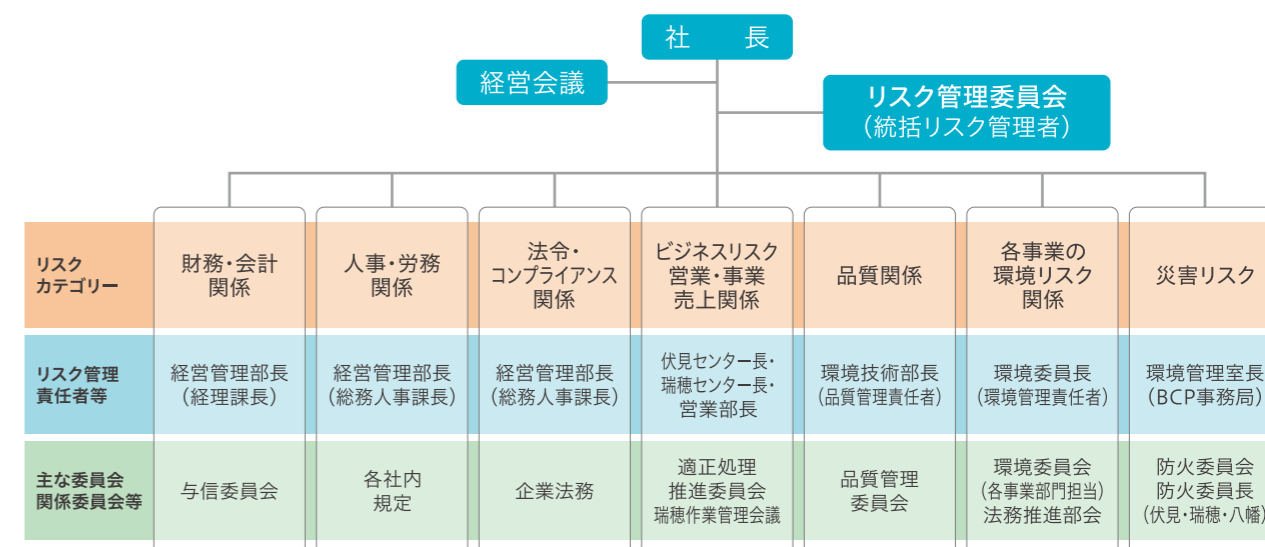 社　長
経営会議
リスク管理委員会
（統括リスク管理者）
リスク
カテゴリー
財務・会計
関係
人事・労務
関係
法令・
コンプライアンス
関係
ビジネスリスク
営業・事業
売上関係
品質関係
各事業の
環境リスク
関係
災害リスク
リスク管理
責任者等
経営管理部長
（経理課長）
経営管理部長
（総務人事課長）
経営管理部長
（総務人事課長）
伏見センター長・
瑞穂センター長・
営業部長
環境技術部長
（品質管理責任者）
環境委員長
（環境管理責任者）
環境管理室長
（BCP事務局）
主な委員会
関係委員会等
与信委員会
各社内
規定
企業法務
適正処理
推進委員会
瑞穂作業管理会議
品質管理
委員会
環境委員会
（各事業部門担当）
法務推進部会
防火委員会
防火委員長
（伏見・瑞穂・八幡）